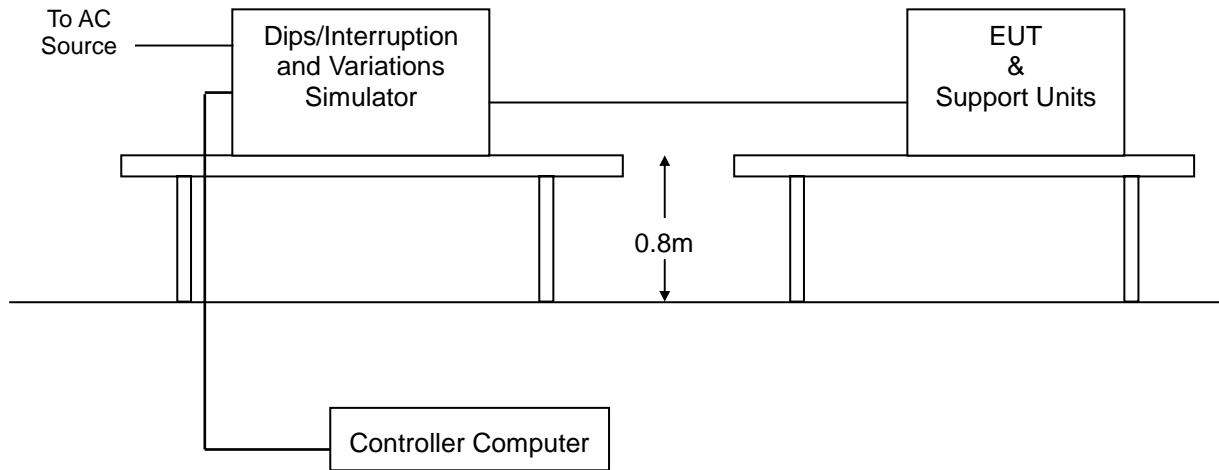 To AC
Source
Dips/Interruption
and Variations
Simulator
EUT
&
Support Units
0.8m
Controller Computer